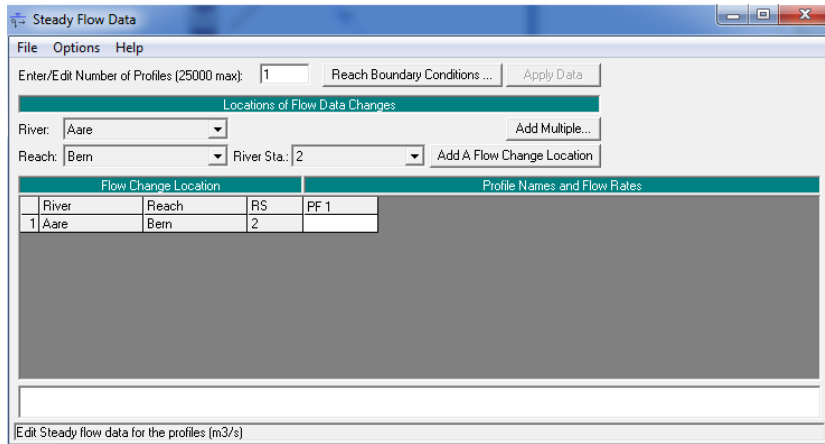 Steady Flow Data
File Options Help
Enter/Edit Number of Profiles (25000 max): 1 Reach Boundary Conditions ... Apply Data
Locations of Flow Data Changes
River: Aare Add Multiple...
Reach: Bern River Sta.: 2 Add A Flow Change Location
Flow Change Location Profile Names and Flow Rates
River Reach RS PF 1
1 Aare Bern 2
Edit Steady flow data for the profiles (m3/s)